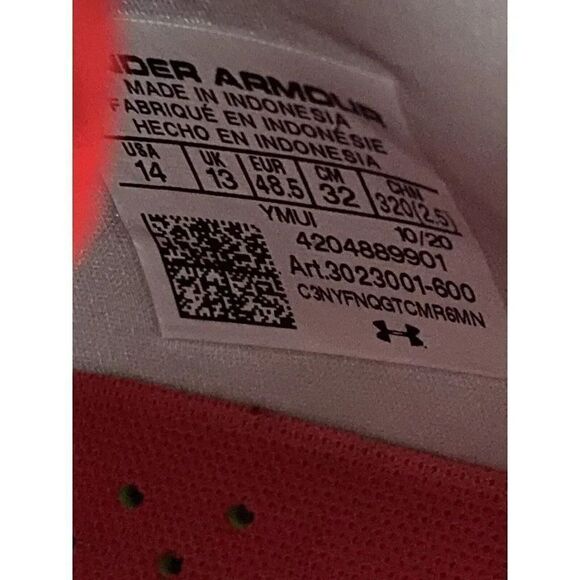 NDER ARMOUR
MADE IN INDONESIA
FABRIQUÉ EN INDONÉSIE
HECHO EN INDONESIA
USA UK EUR CM CHN
14 13 48.5 32 320(2.5)
YMUI 10/20
4204889901
Art.3023001-600
C3NYFNQGTCMR6MN